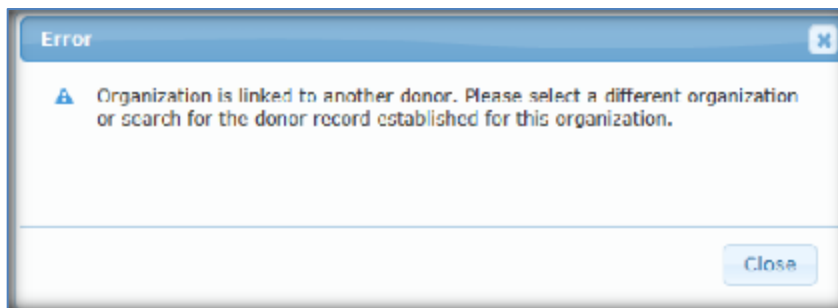 Error
Organization is linked to another donor. Please select a different organization
or search for the donor record established for this organization.
Close